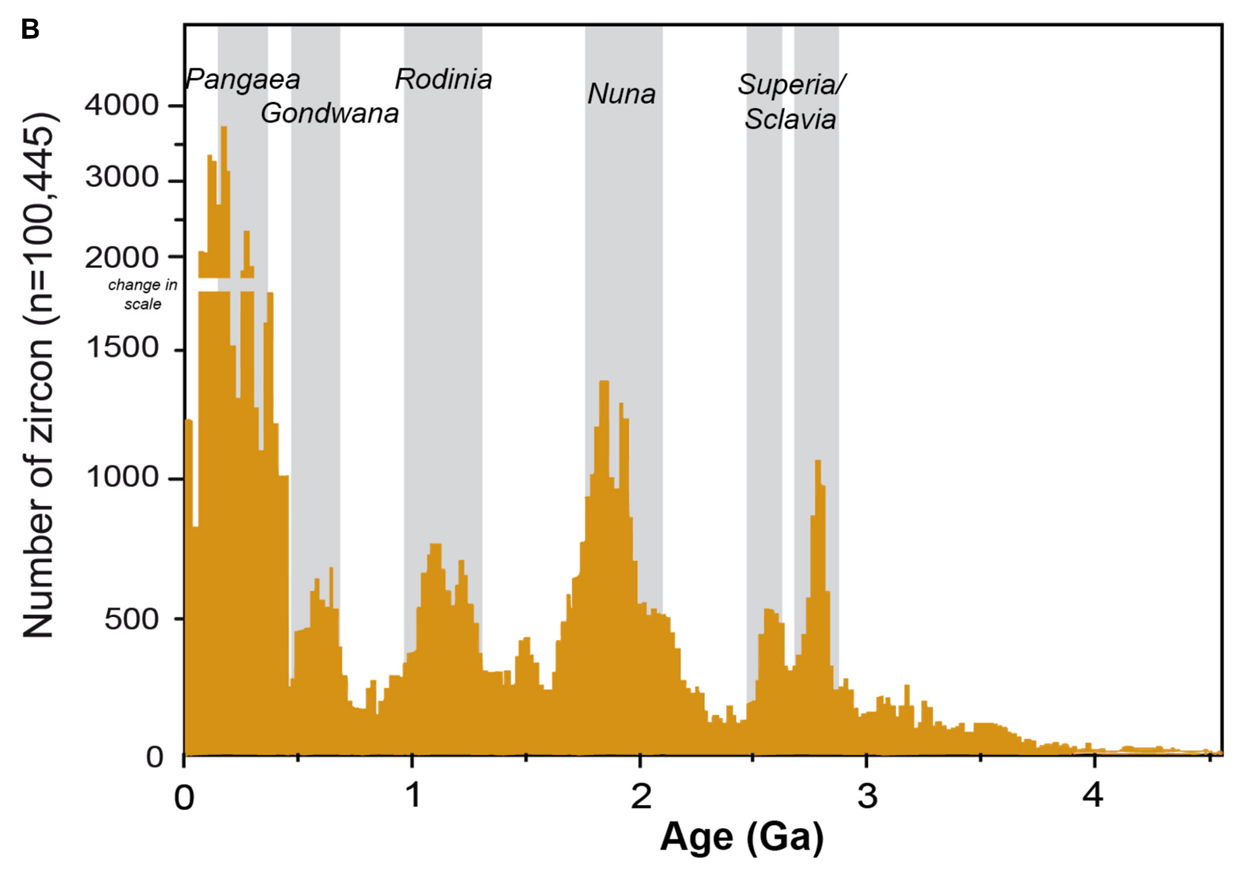 B
Pangaea
Gondwana
Rodinia
Nuna
Superia/
Sclavia
Number of zircon (n=100,445)
4000
3000
2000
change in
scale
1500
1000
500
0
0 1 2 3 4
Age (Ga)